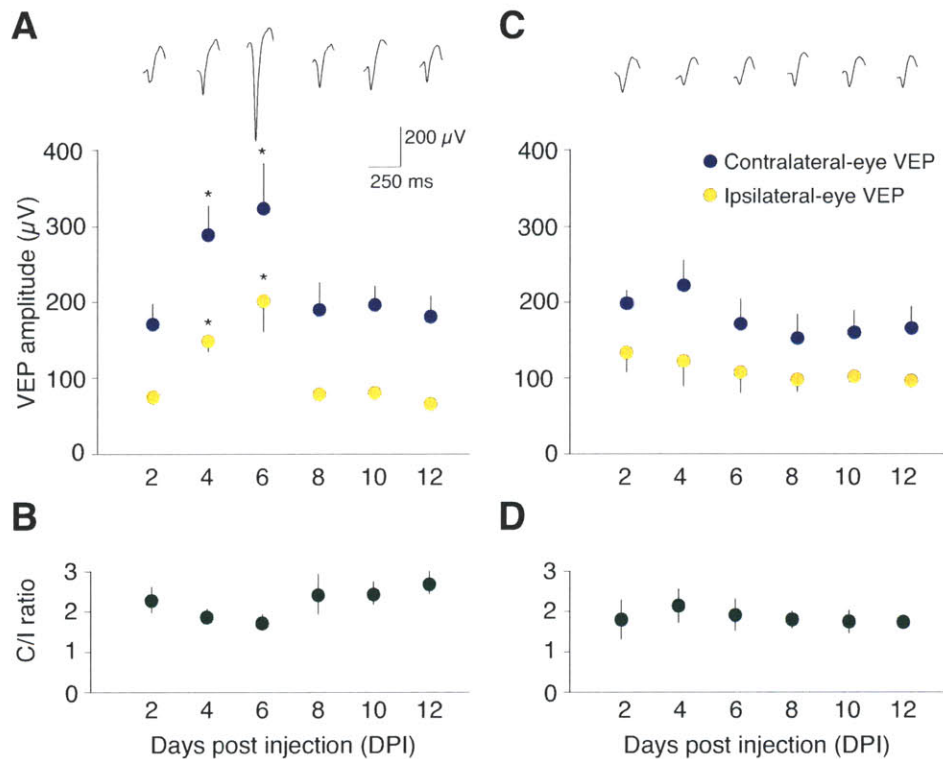 A
C
200 µV
250 ms
400
300
200
100
0
VEP amplitude (µV)
*
*
*
*
2 4 6 8 10 12
400
300
200
100
0
Contralateral-eye VEP
Ipsilateral-eye VEP
2 4 6 8 10 12
B
D
3
2
1
0
C/I ratio
2 4 6 8 10 12
Days post injection (DPI)
3
2
1
0
2 4 6 8 10 12
Days post injection (DPI)